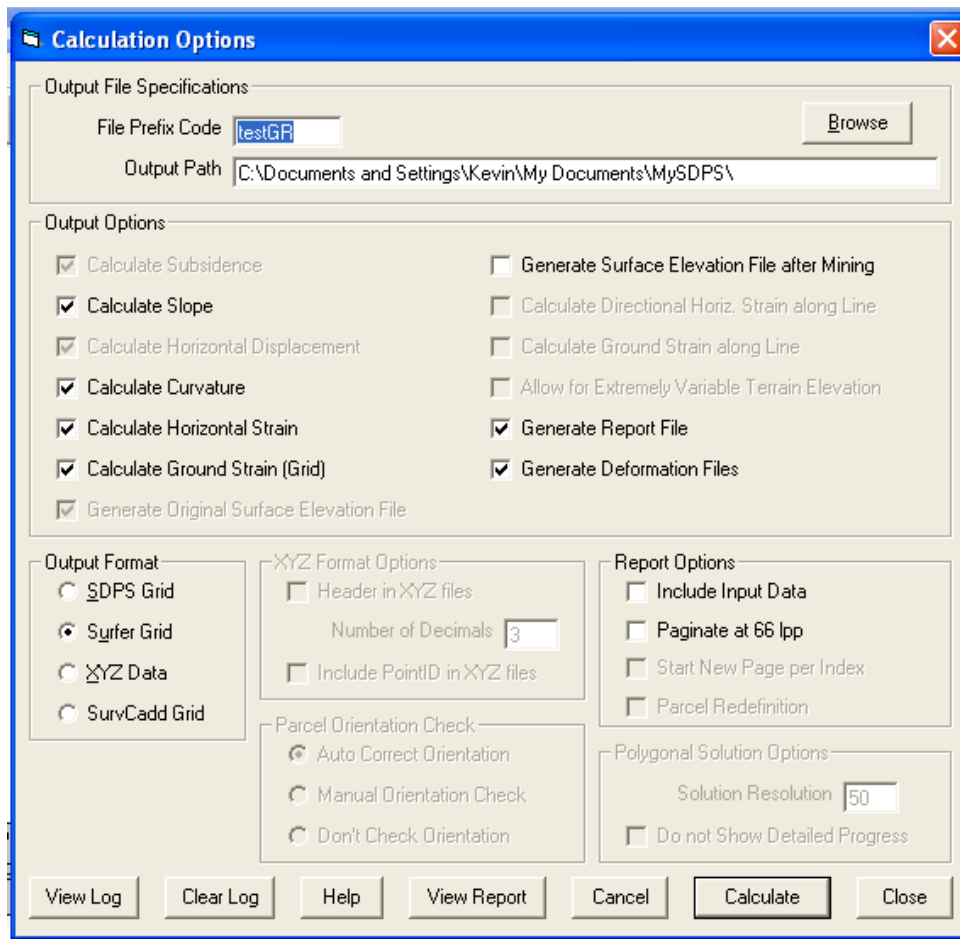 Calculation Options
Output File Specifications
File Prefix Code testGR
Browse
Output Path C:\Documents and Settings\Kevin\My Documents\MySDPS\
Output Options
Calculate Subsidence
Generate Surface Elevation File after Mining
Calculate Slope
Calculate Directional Horiz. Strain along Line
Calculate Horizontal Displacement
Calculate Ground Strain along Line
Calculate Curvature
Allow for Extremely Variable Terrain Elevation
Calculate Horizontal Strain
Generate Report File
Calculate Ground Strain (Grid)
Generate Deformation Files
Generate Original Surface Elevation File
Output Format
SDPS Grid
Surfer Grid
XYZ Data
SurvCadd Grid
XYZ Format Options
Header in XYZ files
Number of Decimals 3
Include PointID in XYZ files
Report Options
Include Input Data
Paginate at 66 lpp
Start New Page per Index
Parcel Redefinition
Parcel Orientation Check
Auto Correct Orientation
Manual Orientation Check
Don't Check Orientation
Polygonal Solution Options
Solution Resolution 50
Do not Show Detailed Progress
View Log
Clear Log
Help
View Report
Cancel
Calculate
Close